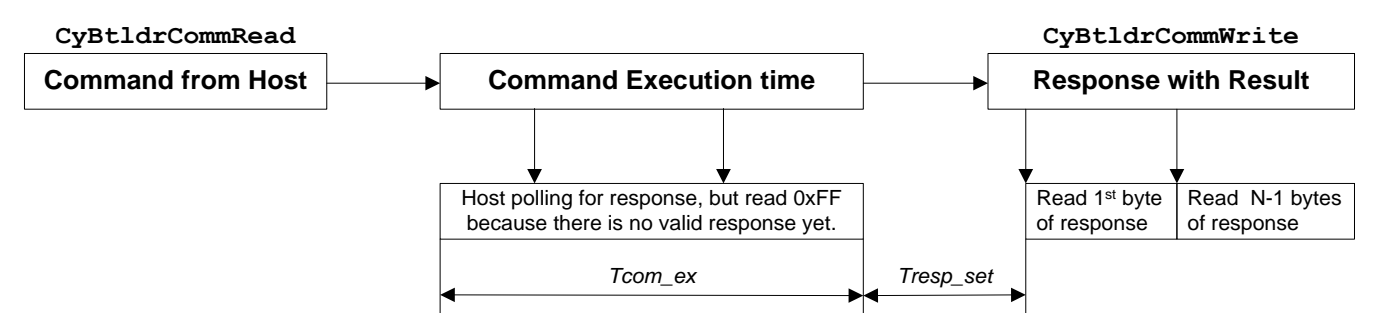 CyBtldrCommRead
CyBtldrCommWrite
Command from Host
Command Execution time
Response with Result
Host polling for response, but read 0xFF
because there is no valid response yet.
Read 1st byte
of response
Read N-1 bytes
of response
Tcom_ex
Tresp_set